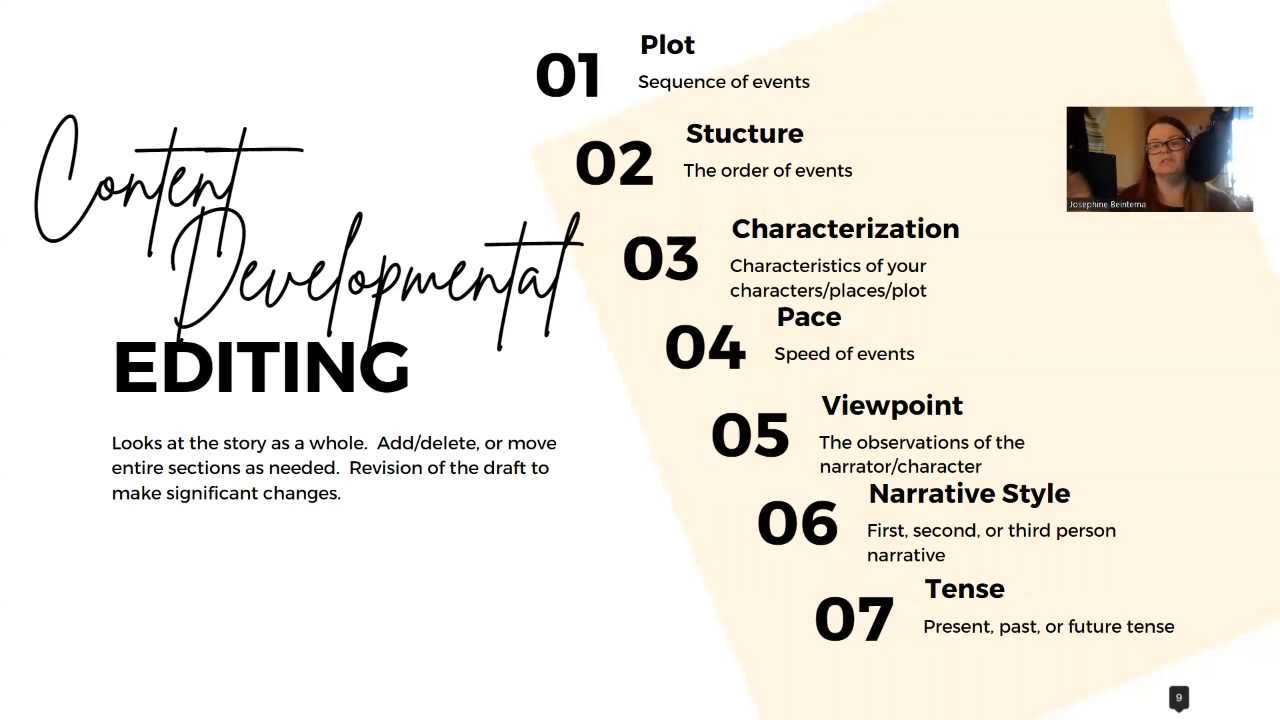 Content
Developmental
EDITING
Looks at the story as a whole.  Add/delete, or move
entire sections as needed.  Revision of the draft to
make significant changes.
01
Plot
Sequence of events
02
Stucture
The order of events
03
Characterization
Characteristics of your
characters/places/plot
04
Pace
Speed of events
05
Viewpoint
The observations of the
narrator/character
06
Narrative Style
First, second, or third person
narrative
07
Tense
Present, past, or future tense
Josephine Beintema
9